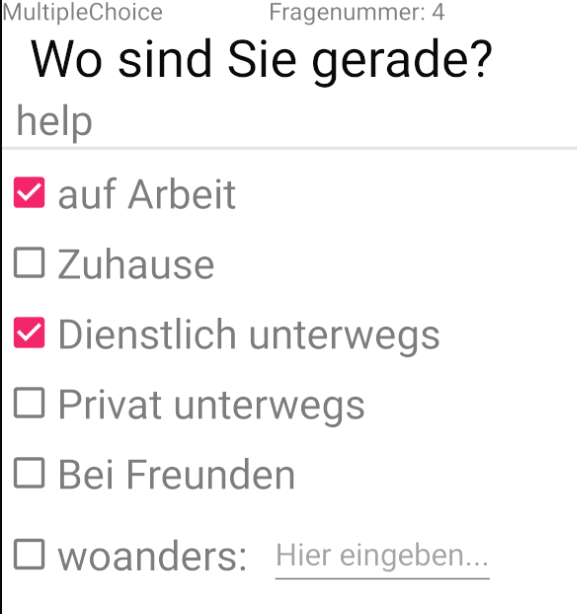 MultipleChoice Fragenummer: 4
Wo sind Sie gerade?
help
auf Arbeit
Zuhause
Dienstlich unterwegs
Privat unterwegs
Bei Freunden
woanders: Hier eingeben...